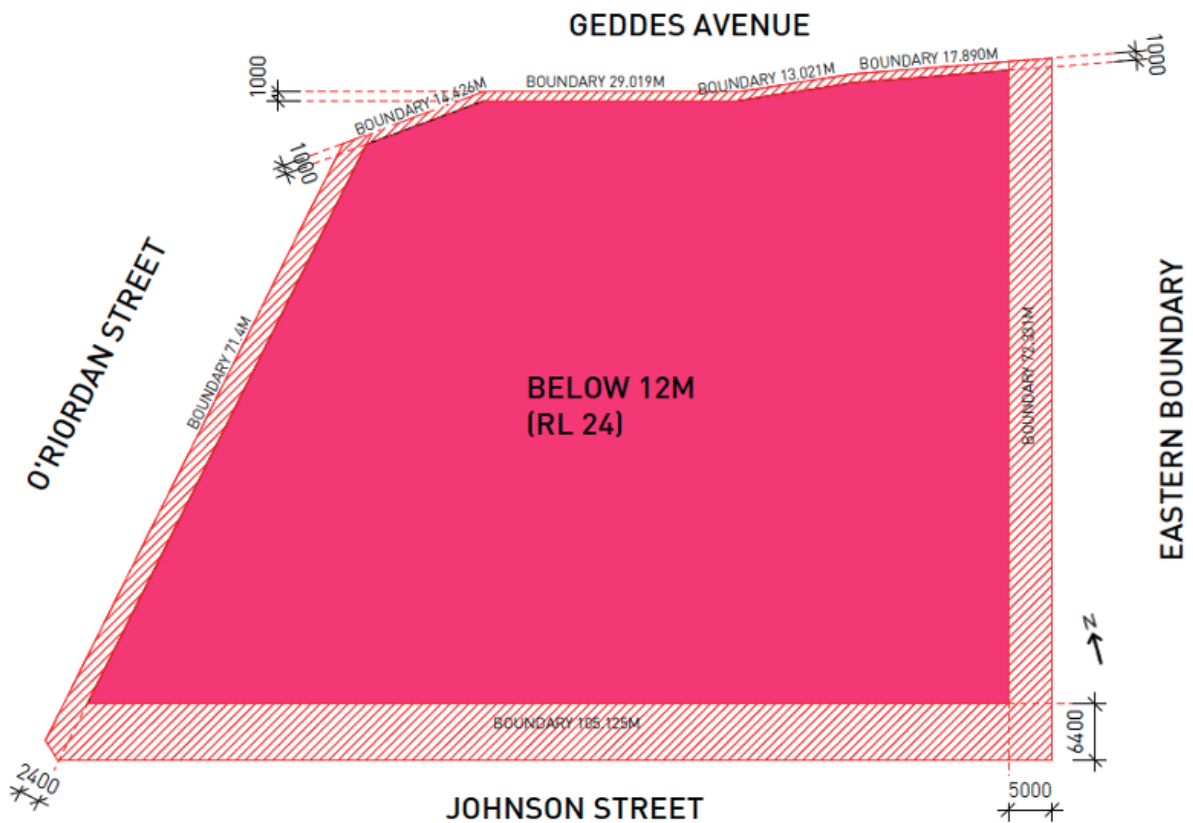 GEDDES AVENUE
1000
1000
BOUNDARY 14.426M
BOUNDARY 29.019M
BOUNDARY 13.021M
BOUNDARY 17.890M
1000
O'RIORDAN STREET
BOUNDARY 71.4M
BELOW 12M
(RL 24)
BOUNDARY 72.331M
EASTERN BOUNDARY
N
BOUNDARY 105.125M
6400
2400
JOHNSON STREET
5000